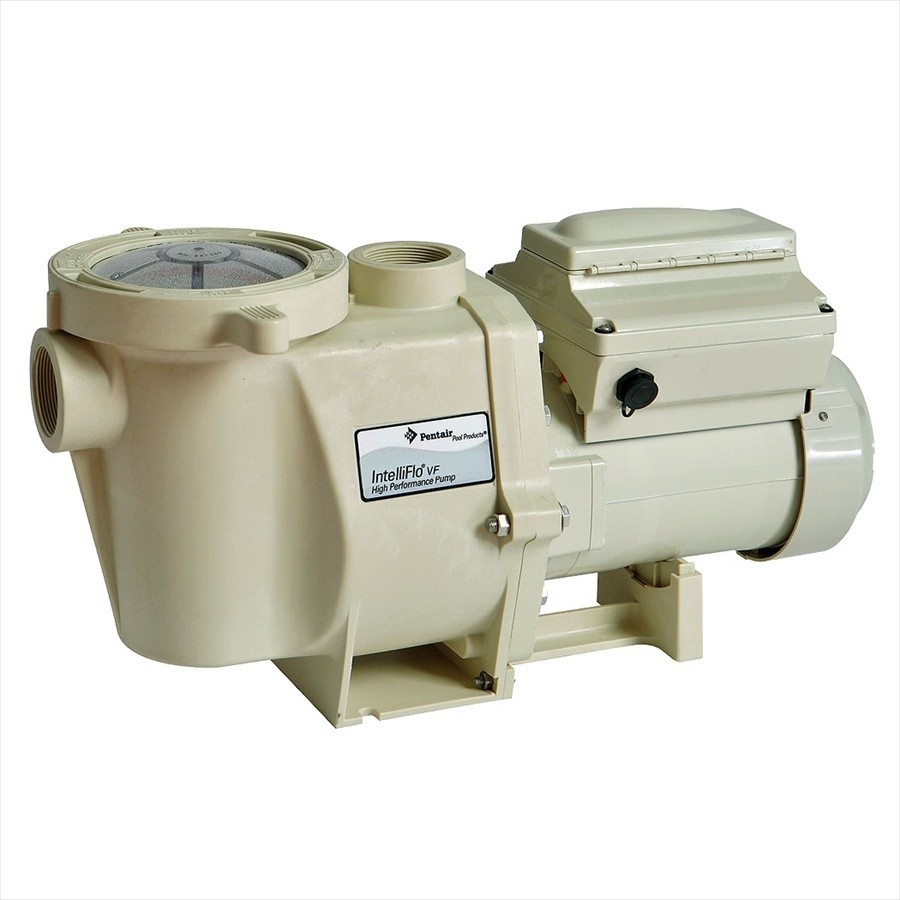 Pentair
Pool Products®
IntelliFlo® VF
High Performance Pump